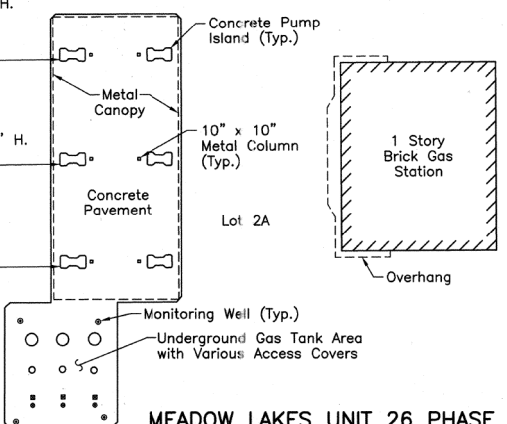 H.
Concrete Pump
Island (Typ.)
Metal
Canopy
' H.
10" x 10"
Metal Column
(Typ.)
1 Story
Brick Gas
Station
Concrete
Pavement
Lot 2A
Overhang
Monitoring Well (Typ.)
Underground Gas Tank Area
with Various Access Covers
MEADOW LAKES UNIT 26 PHASE